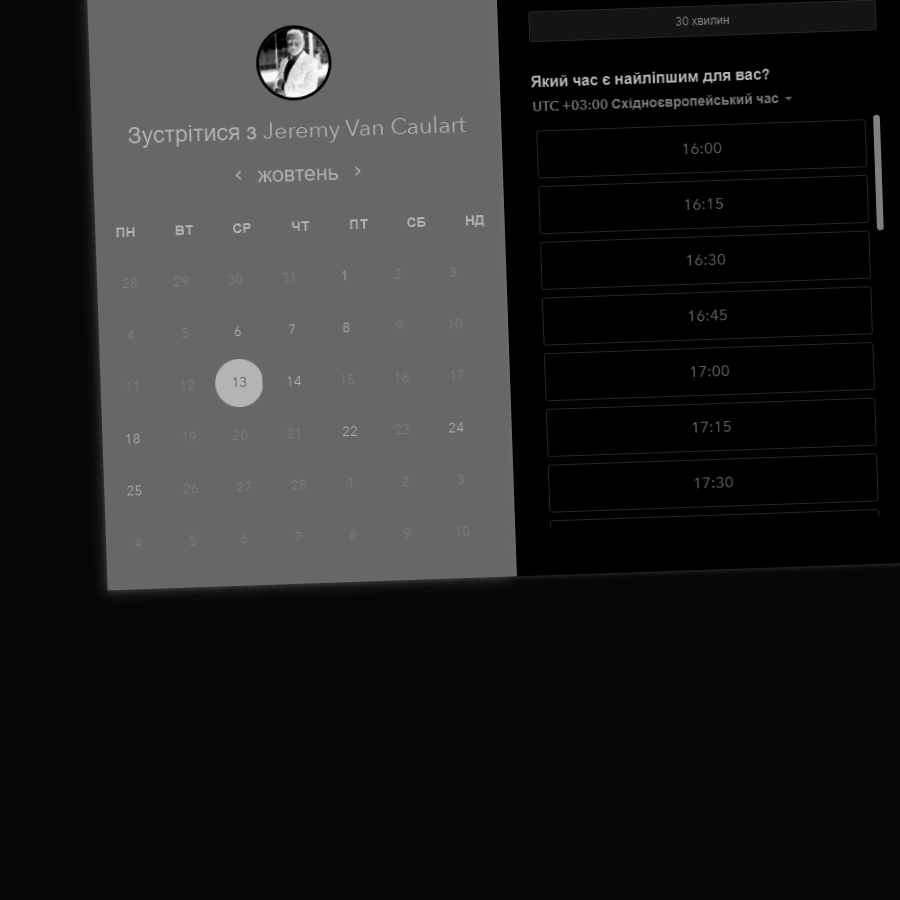 Зустрітися з Jeremy Van Caulart
жовтень
ПН ВТ СР ЧТ ПТ СБ НД
28 29 30 31 1 2 3
4 5 6 7 8 9 10
11 12 13 14 15 16 17
18 19 20 21 22 23 24
25 26 27 28 1 2 3
4 5 6 7 8 9 10
30 хвилин
Який час є найліпшим для вас?
UTC +03:00 Східноєвропейський час
16:00
16:15
16:30
16:45
17:00
17:15
17:30